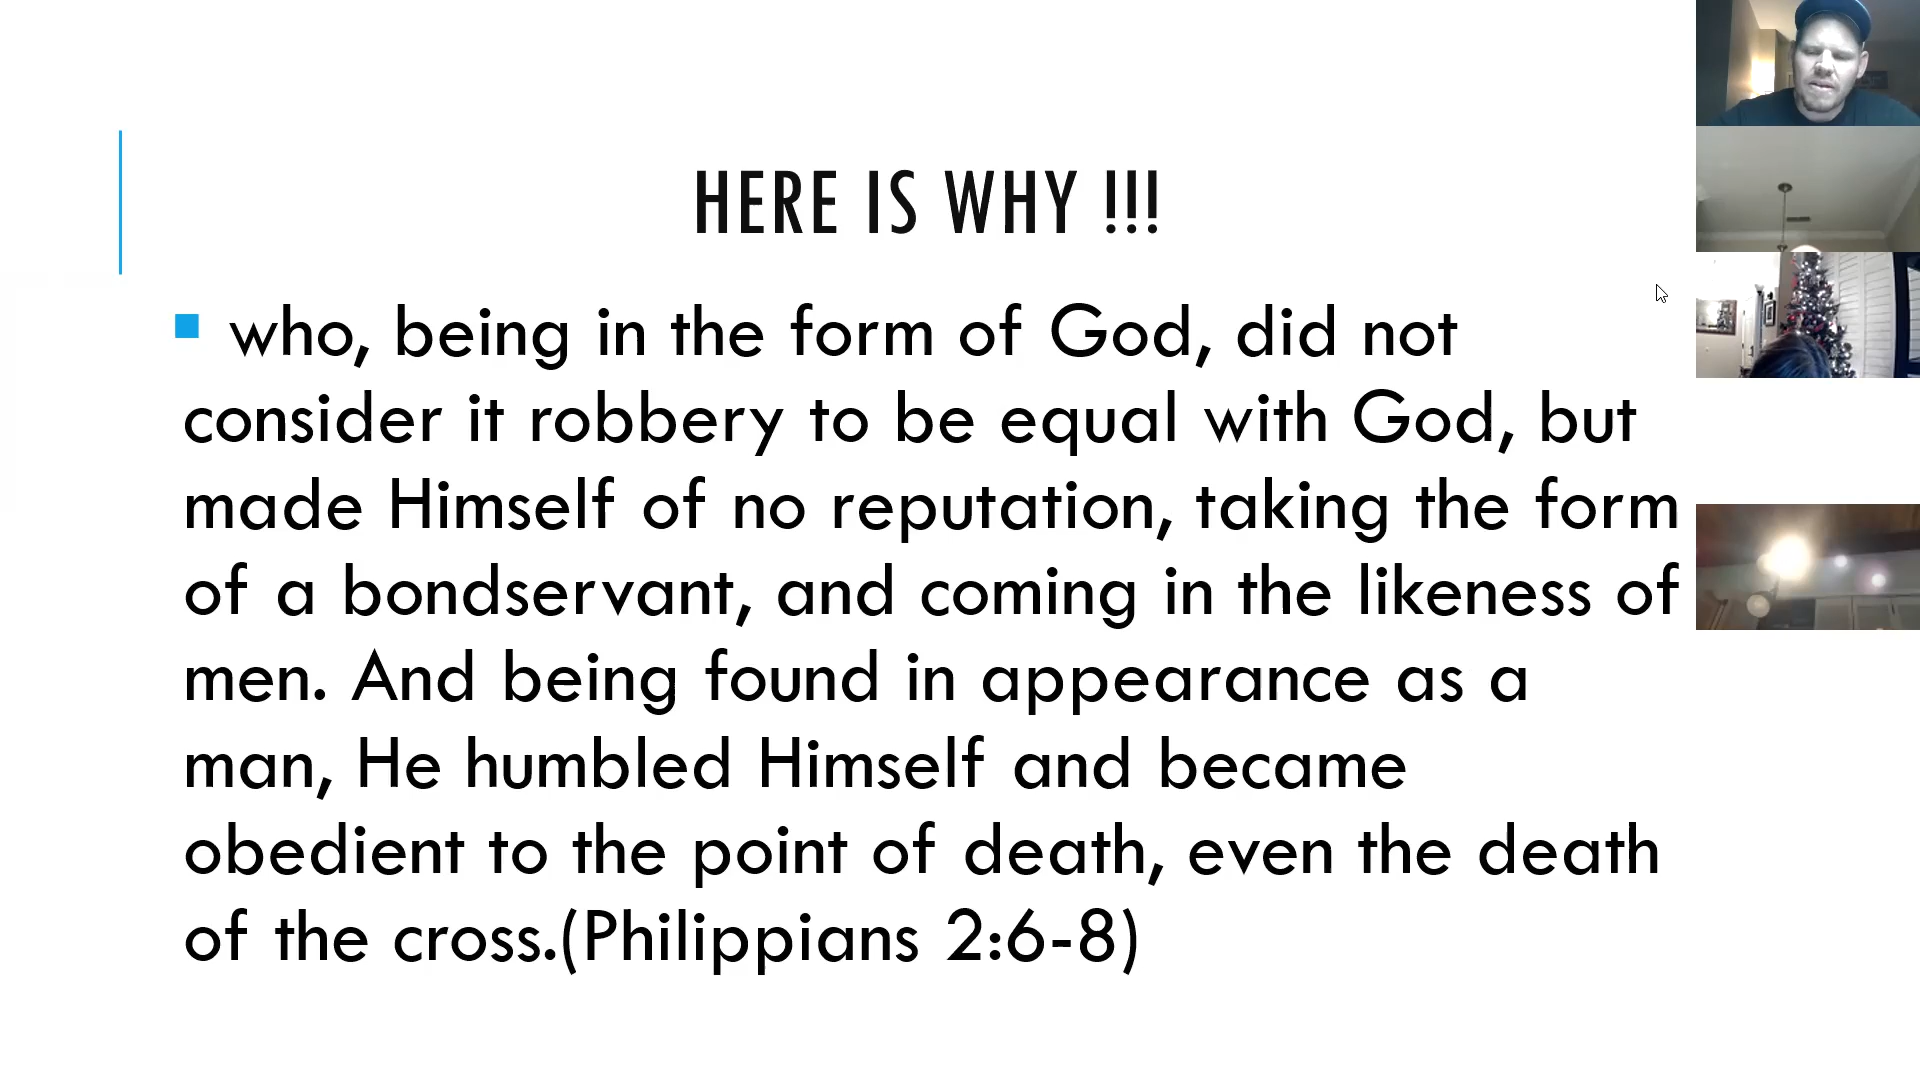 HERE IS WHY !!!
who, being in the form of God, did not
consider it robbery to be equal with God, but
made Himself of no reputation, taking the form
of a bondservant, and coming in the likeness of
men. And being found in appearance as a
man, He humbled Himself and became
obedient to the point of death, even the death
of the cross.(Philippians 2:6-8)